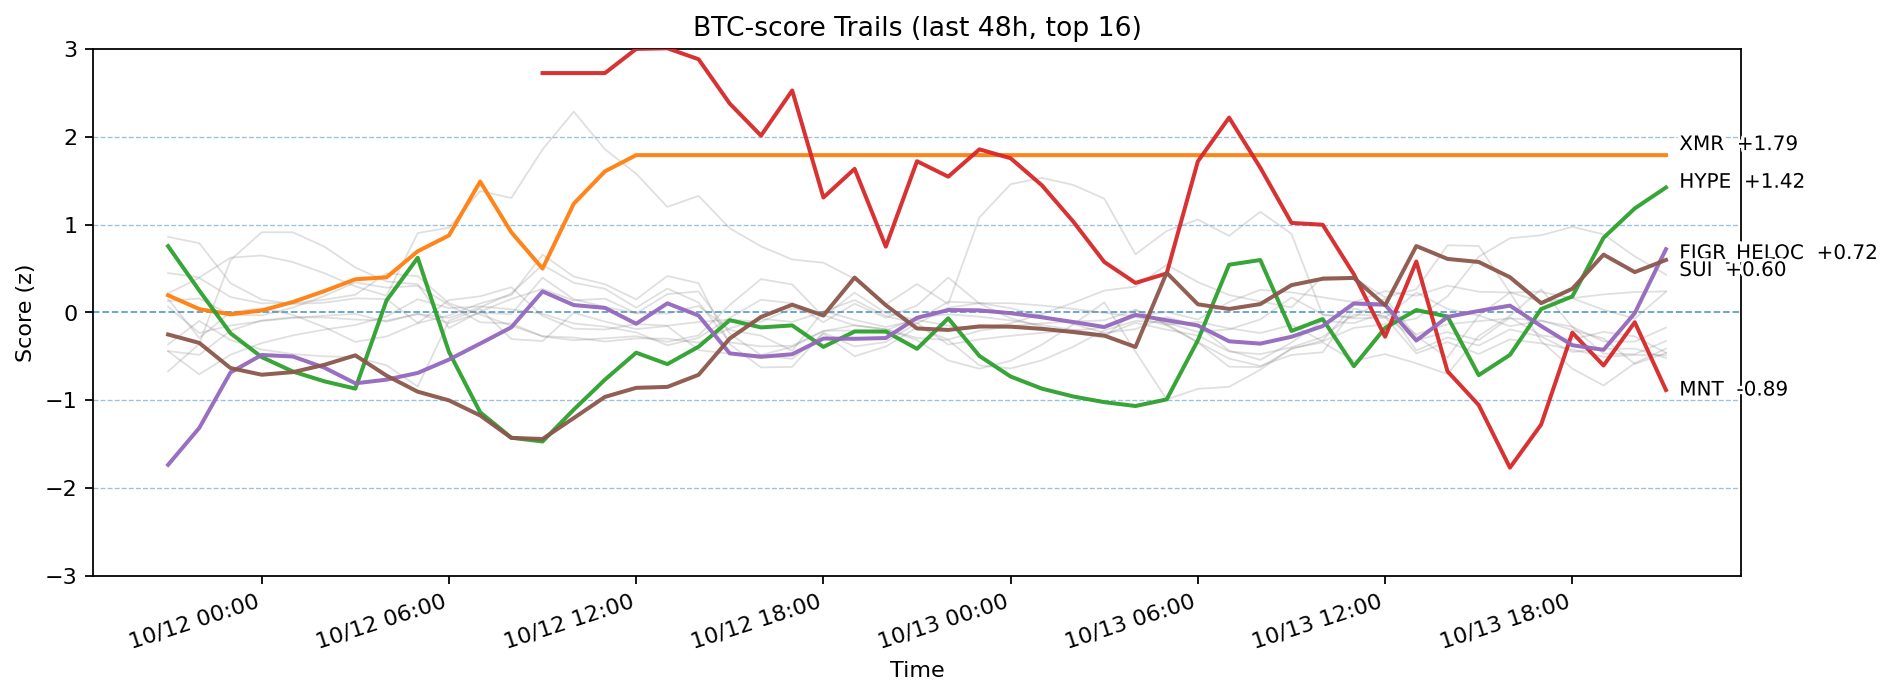 BTC-score Trails (last 48h, top 16)
Score (z)
3
2
1
0
−1
−2
−3
XMR +1.79
HYPE +1.42
FIGR_HELOC +0.72
SUI +0.60
MNT -0.89
10/12 00:00
10/12 06:00
10/12 12:00
10/12 18:00
10/13 00:00
10/13 06:00
10/13 12:00
10/13 18:00
Time